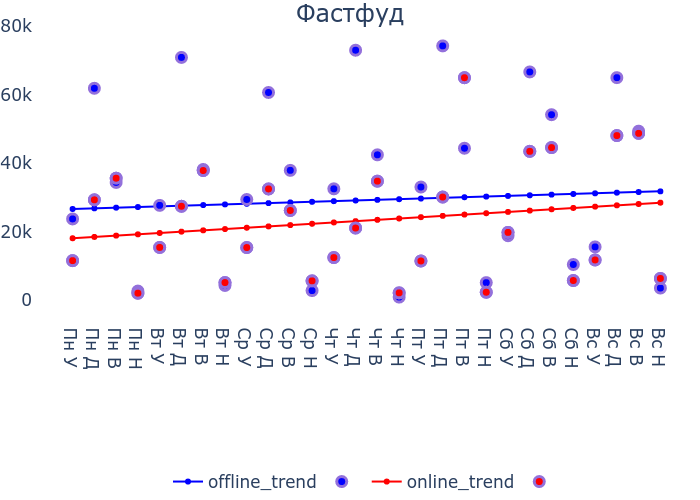 Фастфуд
80k
60k
40k
20k
0
Пн У
Пн Д
Пн В
Пн Н
Вт У
Вт Д
Вт В
Вт Н
Ср У
Ср Д
Ср В
Ср Н
Чт У
Чт Д
Чт В
Чт Н
Пт У
Пт Д
Пт В
Пт Н
Сб У
Сб Д
Сб В
Сб Н
Вс У
Вс Д
Вс В
Вс Н
offline_trend
online_trend